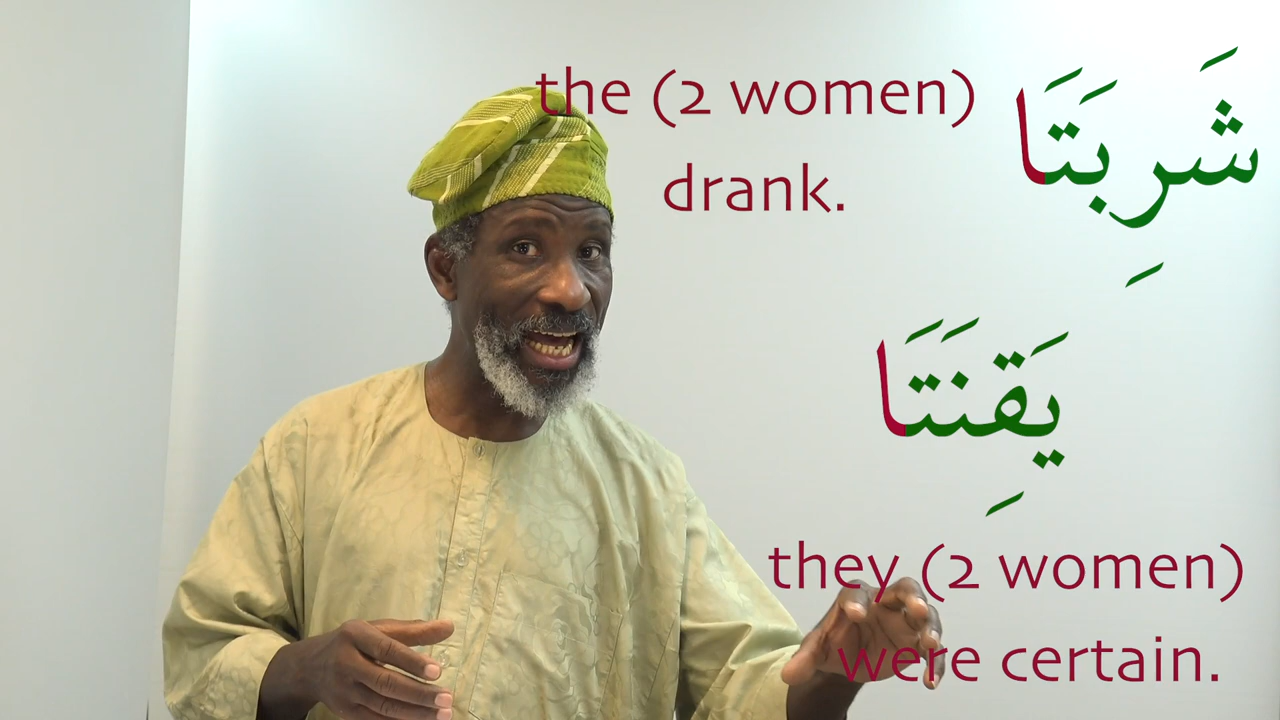 the (2 women)
drank.
شَرِبَتَا
يَقِنَتَا
they (2 women)
were certain.